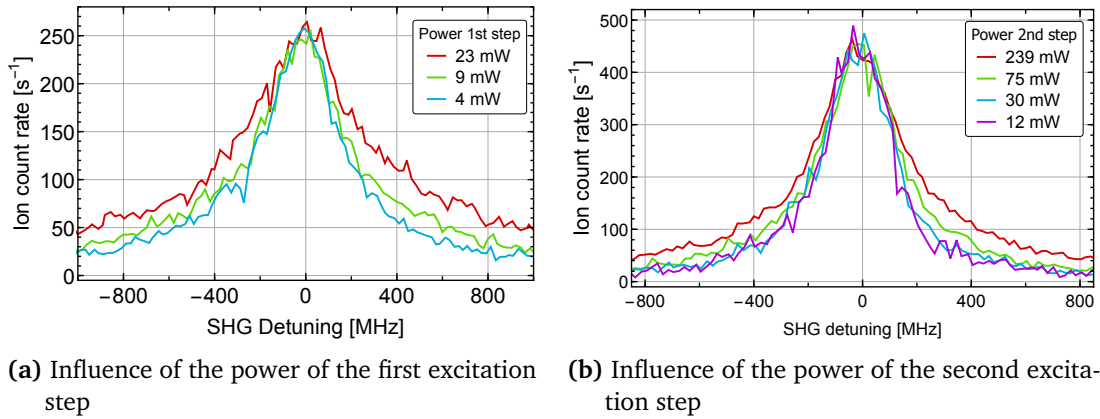 Ion count rate [s⁻¹]
250
200
150
100
50
0
−800
−400
0
400
800
SHG Detuning [MHz]
Power 1st step
23 mW
9 mW
4 mW
(a) Influence of the power of the first excitation
step
Ion count rate [s⁻¹]
500
400
300
200
100
0
−800
−400
0
400
800
SHG detuning [MHz]
Power 2nd step
239 mW
75 mW
30 mW
12 mW
(b) Influence of the power of the second excita-
tion step